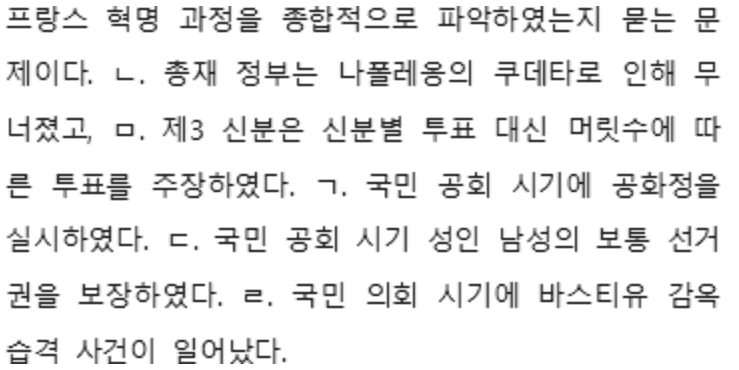 프랑스 혁명 과정을 종합적으로 파악하였는지 묻는 문
제이다. ㄴ. 총재 정부는 나폴레옹의 쿠데타로 인해 무
너졌고, ㅁ. 제3 신분은 신분별 투표 대신 머릿수에 따
른 투표를 주장하였다. ㄱ. 국민 공회 시기에 공화정을
실시하였다. ㄷ. 국민 공회 시기 성인 남성의 보통 선거
권을 보장하였다. ㄹ. 국민 의회 시기에 바스티유 감옥
습격 사건이 일어났다.